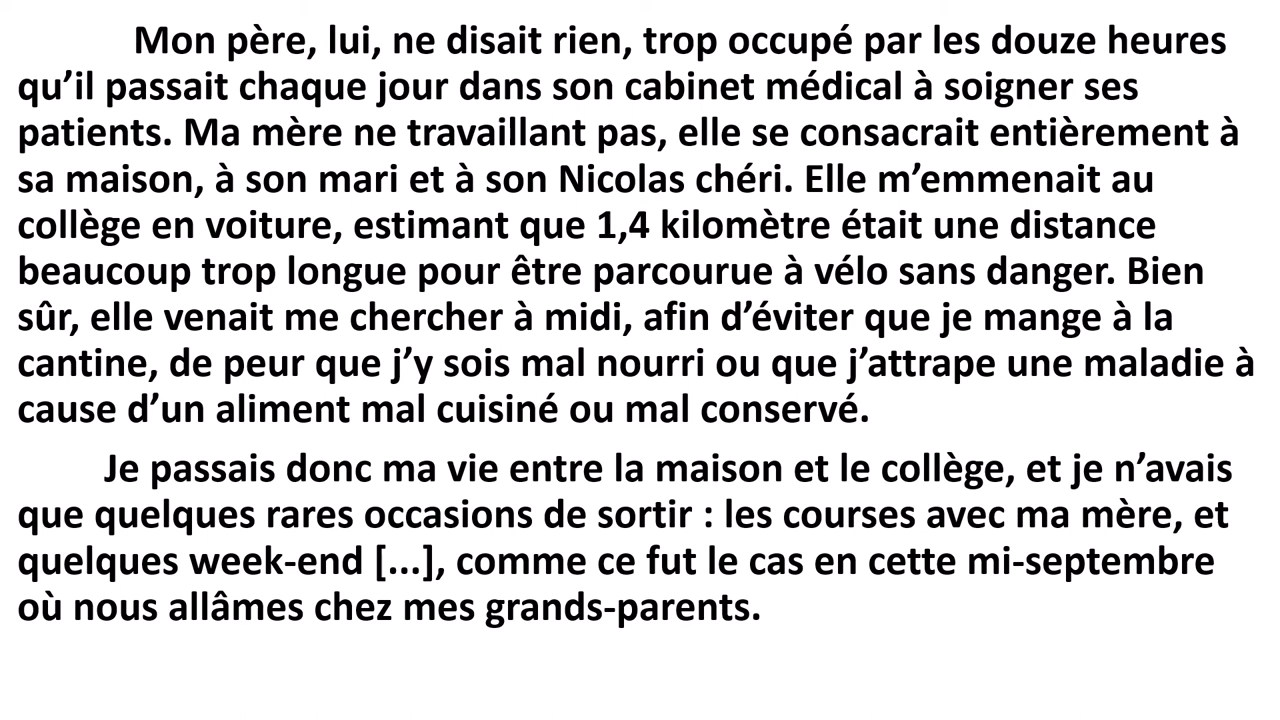 Mon père, lui, ne disait rien, trop occupé par les douze heures
qu’il passait chaque jour dans son cabinet médical à soigner ses
patients. Ma mère ne travaillant pas, elle se consacrait entièrement à
sa maison, à son mari et à son Nicolas chéri. Elle m’emmenait au
collège en voiture, estimant que 1,4 kilomètre était une distance
beaucoup trop longue pour être parcourue à vélo sans danger. Bien
sûr, elle venait me chercher à midi, afin d’éviter que je mange à la
cantine, de peur que j’y sois mal nourri ou que j’attrape une maladie à
cause d’un aliment mal cuisiné ou mal conservé.
Je passais donc ma vie entre la maison et le collège, et je n’avais
que quelques rares occasions de sortir : les courses avec ma mère, et
quelques week-end [...], comme ce fut le cas en cette mi-septembre
où nous allâmes chez mes grands-parents.